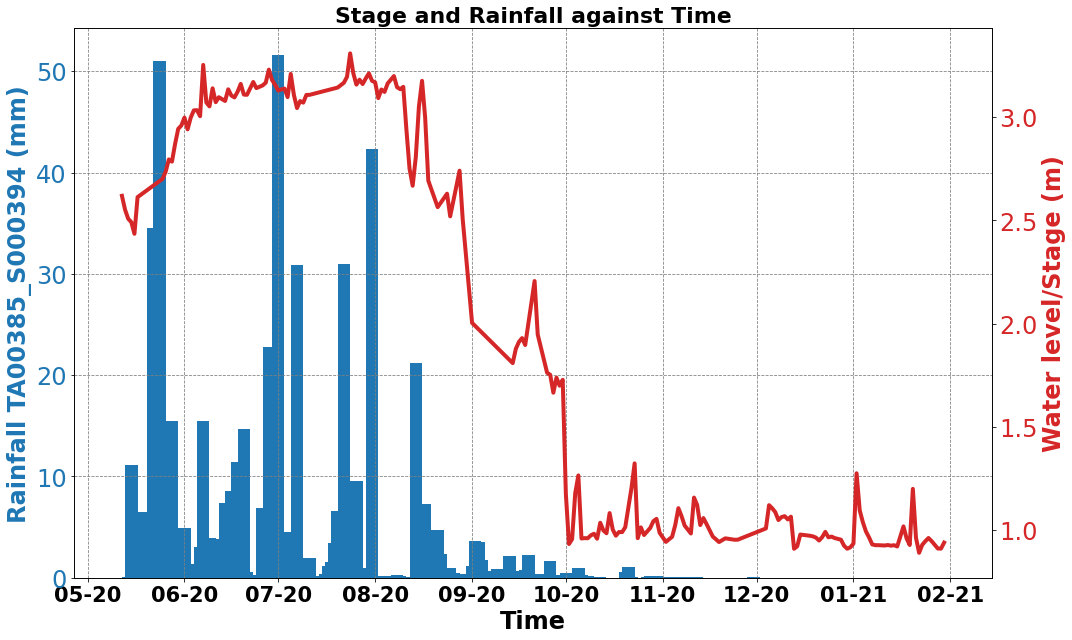 Stage and Rainfall against Time
Rainfall TA00385_S000394 (mm)
50
40
30
20
10
0
3.0
2.5
2.0
1.5
1.0
Water level/Stage (m)
05-20 06-20 07-20 08-20 09-20 10-20 11-20 12-20 01-21 02-21
Time